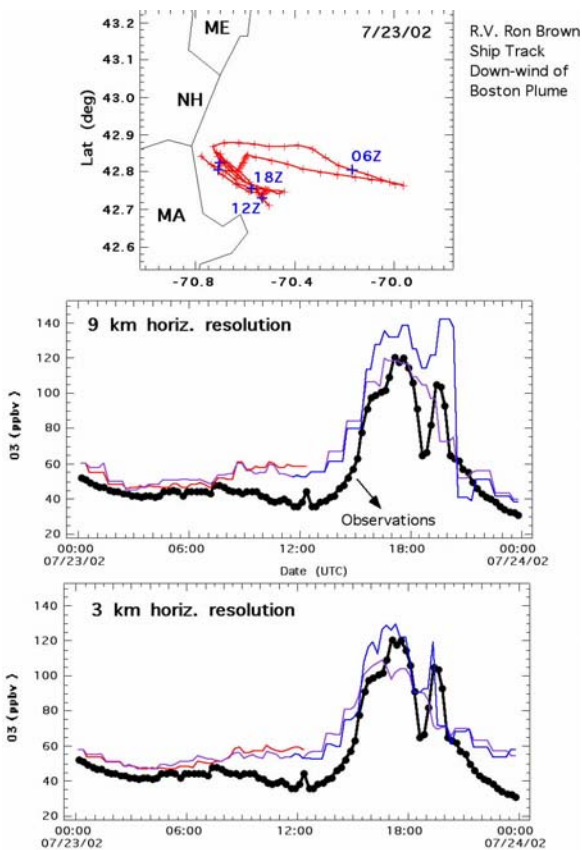 43.2
43.1
43.0
42.9
42.8
42.7
42.6
Lat (deg)
ME
NH
MA
7/23/02
06Z
18Z
12Z
-70.8
-70.4
-70.0
R.V. Ron Brown
Ship Track
Down-wind of
Boston Plume
9 km horiz. resolution
140
120
100
80
60
40
20
O3 (ppbv)
Observations
00:00
06:00
12:00
18:00
00:00
07/23/02
Date (UTC)
07/24/02
3 km horiz. resolution
140
120
100
80
60
40
20
O3 (ppbv)
00:00
06:00
12:00
18:00
00:00
07/23/02
07/24/02